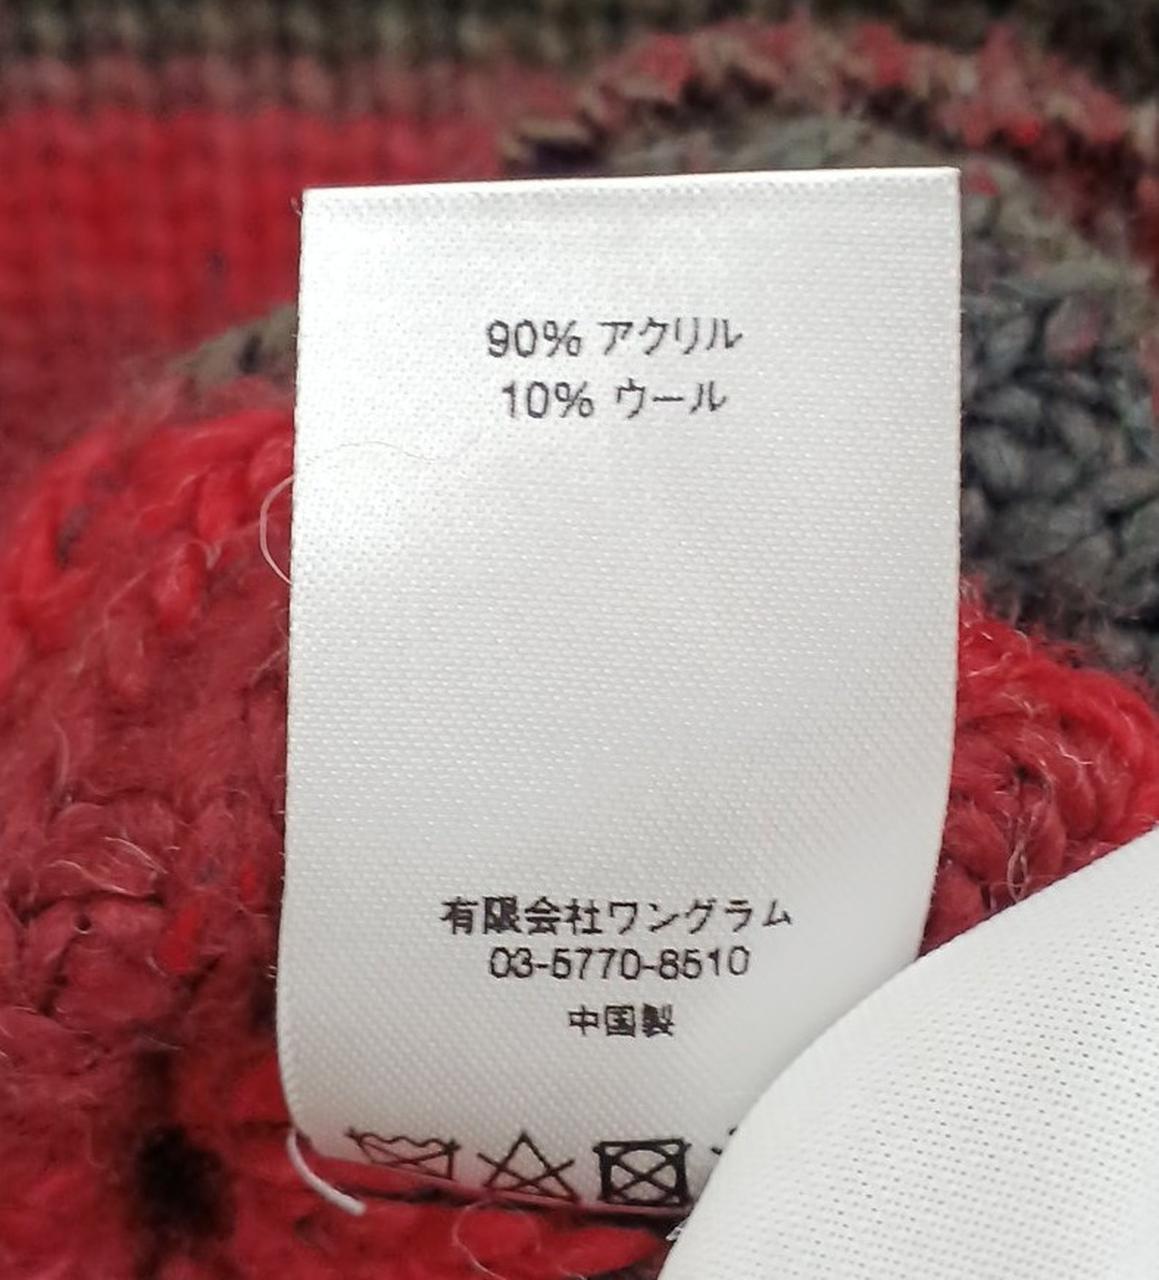 90% アクリル
10% ウール
有限会社ワングラム
03-5770-8510
中国製